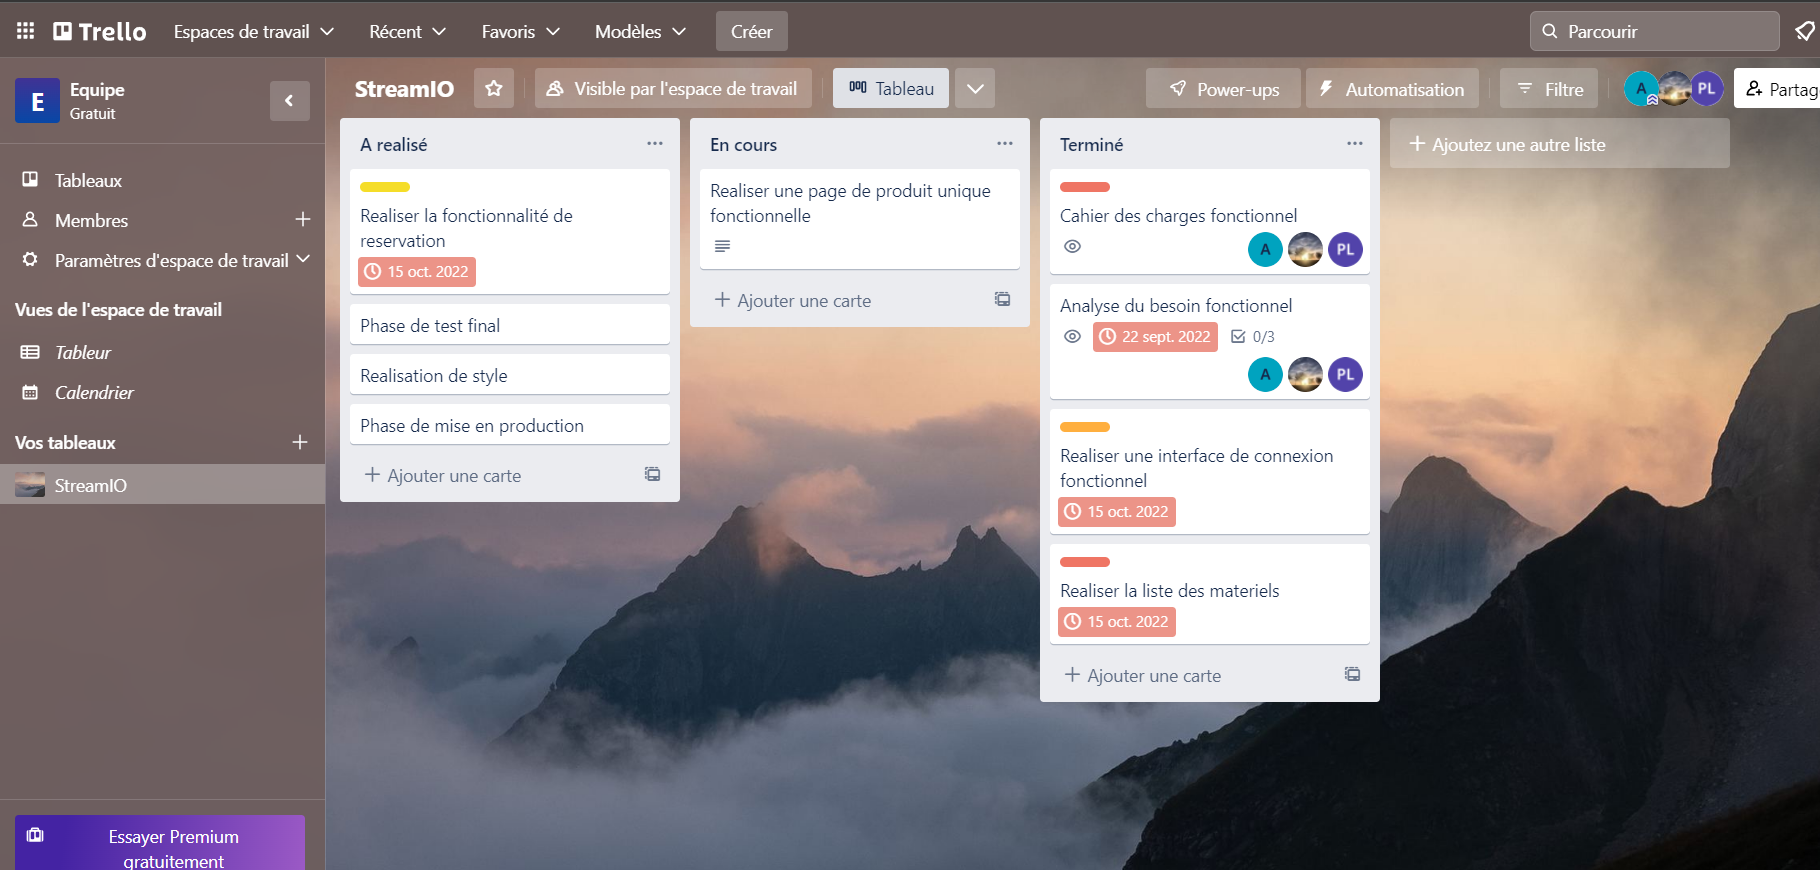 Trello
Espaces de travail
Récent
Favoris
Modèles
Créer
Parcourir
E
Equipe
Gratuit
Tableaux
Membres
Paramètres d'espace de travail
Vues de l'espace de travail
Tableur
Calendrier
Vos tableaux
StreamIO
Essayer Premium
gratuitement
StreamIO
Visible par l'espace de travail
Tableau
Power-ups
Automatisation
Filtre
A
PL
Partag
A realisé
Realiser la fonctionnalité de
reservation
15 oct. 2022
Phase de test final
Realisation de style
Phase de mise en production
Ajouter une carte
En cours
Realiser une page de produit unique
fonctionnelle
Ajouter une carte
Terminé
Cahier des charges fonctionnel
A
PL
Analyse du besoin fonctionnel
22 sept. 2022
0/3
A
PL
Realiser une interface de connexion
fonctionnel
15 oct. 2022
Realiser la liste des materiels
15 oct. 2022
Ajouter une carte
Ajoutez une autre liste